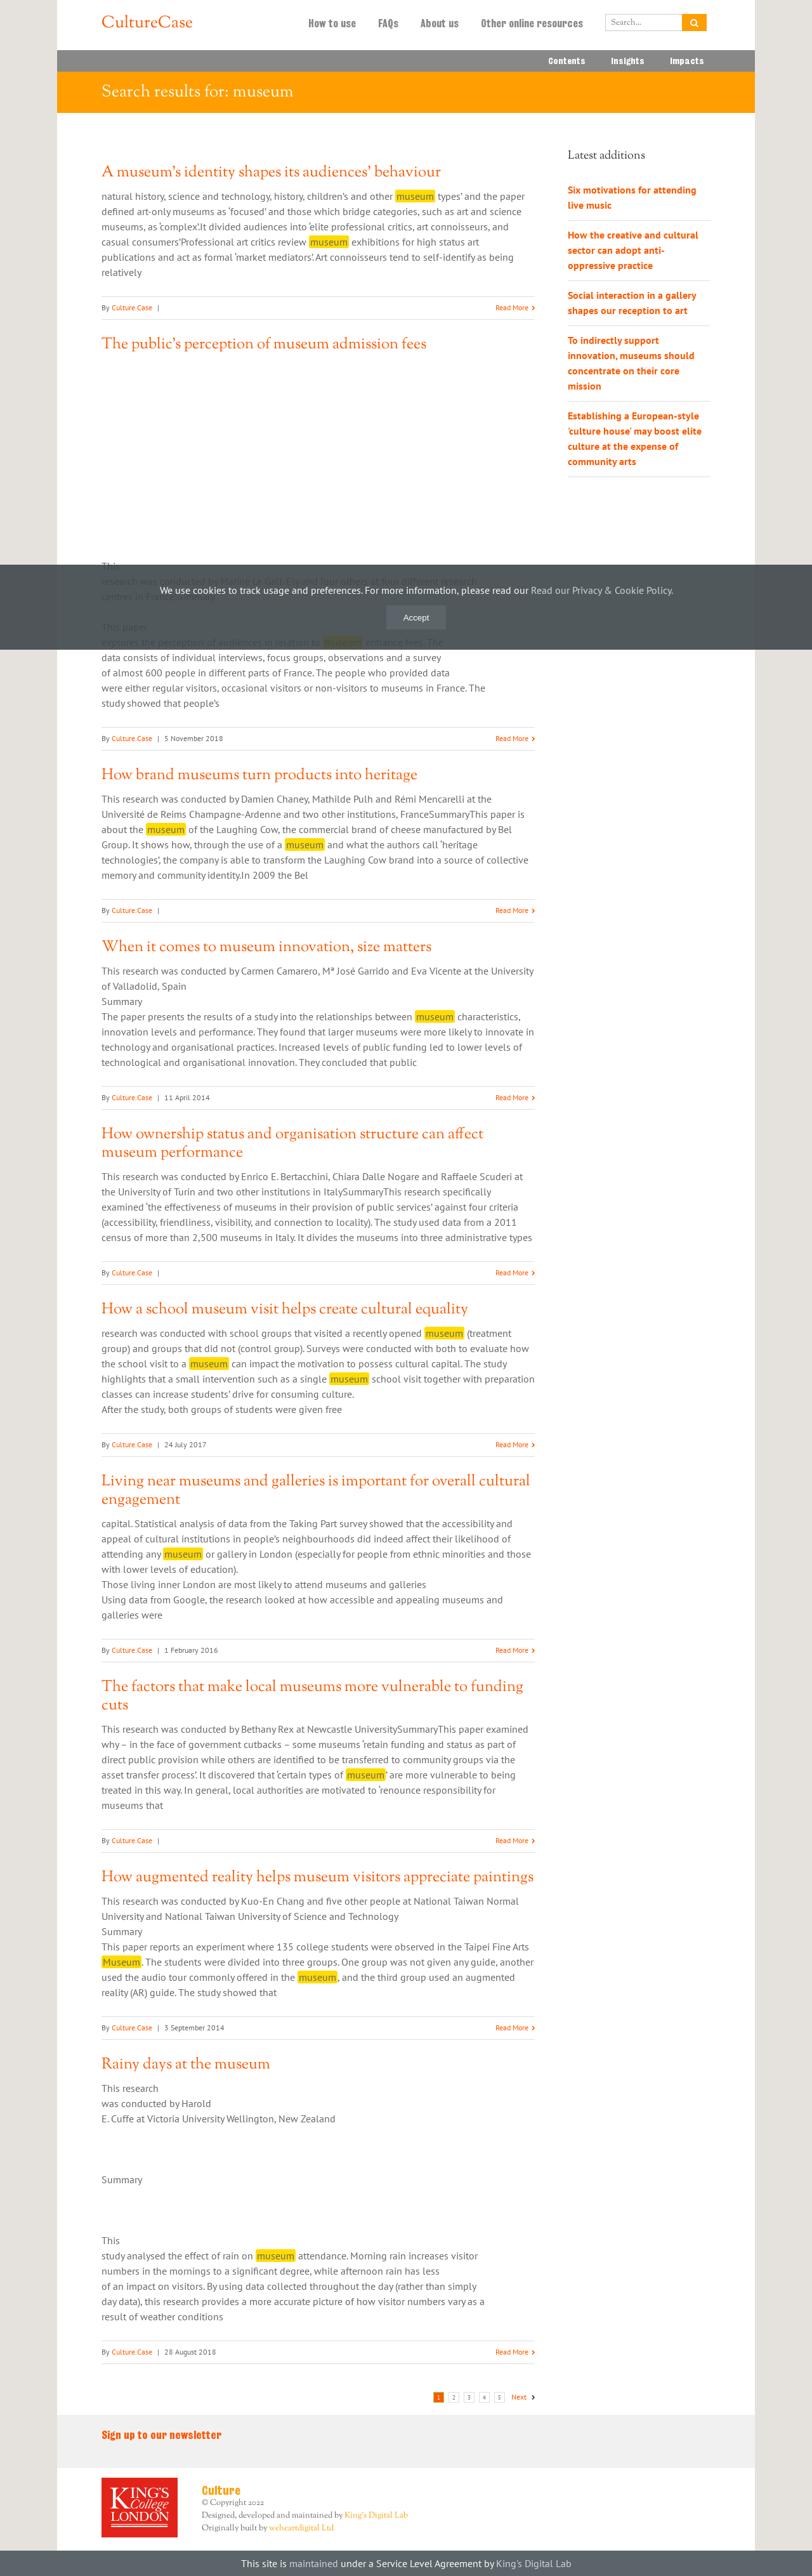 CultureCase
How to use
FAQs
About us
Other online resources
Search...
Contents
Insights
Impacts
Search results for: museum
A museum's identity shapes its audiences' behaviour
natural history, science and technology, history, children's and other museum types' and the paper
defined art-only museums as 'focused' and those which bridge categories, such as art and science
museums, as 'complex'.It divided audiences into 'elite professional critics, art connoisseurs, and
casual consumers'Professional art critics review museum exhibitions for high status art
publications and act as formal 'market mediators'. Art connoisseurs tend to self-identify as being
relatively
By Culture.Case |
Read More
The public's perception of museum admission fees
This
We use cookies to track usage and preferences. For more information, please read our Read our Privacy & Cookie Policy.
Accept
This paper
data consists of individual interviews, focus groups, observations and a survey
of almost 600 people in different parts of France. The people who provided data
were either regular visitors, occasional visitors or non-visitors to museums in France. The
study showed that people's
By Culture.Case | 5 November 2018
Read More
How brand museums turn products into heritage
This research was conducted by Damien Chaney, Mathilde Pulh and Rémi Mencarelli at the
Université de Reims Champagne-Ardenne and two other institutions, FranceSummaryThis paper is
about the museum of the Laughing Cow, the commercial brand of cheese manufactured by Bel
Group. It shows how, through the use of a museum and what the authors call 'heritage
technologies', the company is able to transform the Laughing Cow brand into a source of collective
memory and community identity.In 2009 the Bel
By Culture.Case |
Read More
When it comes to museum innovation, size matters
This research was conducted by Carmen Camarero, Mª José Garrido and Eva Vicente at the University
of Valladolid, Spain
Summary
The paper presents the results of a study into the relationships between museum characteristics,
innovation levels and performance. They found that larger museums were more likely to innovate in
technology and organisational practices. Increased levels of public funding led to lower levels of
technological and organisational innovation. They concluded that public
By Culture.Case | 11 April 2014
Read More
How ownership status and organisation structure can affect
museum performance
This research was conducted by Enrico E. Bertacchini, Chiara Dalle Nogare and Raffaele Scuderi at
the University of Turin and two other institutions in ItalySummaryThis research specifically
examined 'the effectiveness of museums in their provision of public services' against four criteria
(accessibility, friendliness, visibility, and connection to locality). The study used data from a 2011
census of more than 2,500 museums in Italy. It divides the museums into three administrative types
By Culture.Case |
Read More
How a school museum visit helps create cultural equality
research was conducted with school groups that visited a recently opened museum (treatment
group) and groups that did not (control group). Surveys were conducted with both to evaluate how
the school visit to a museum can impact the motivation to possess cultural capital. The study
highlights that a small intervention such as a single museum school visit together with preparation
classes can increase students' drive for consuming culture.
After the study, both groups of students were given free
By Culture.Case | 24 July 2017
Read More
Living near museums and galleries is important for overall cultural
engagement
capital. Statistical analysis of data from the Taking Part survey showed that the accessibility and
appeal of cultural institutions in people's neighbourhoods did indeed affect their likelihood of
attending any museum or gallery in London (especially for people from ethnic minorities and those
with lower levels of education).
Those living inner London are most likely to attend museums and galleries
Using data from Google, the research looked at how accessible and appealing museums and
galleries were
By Culture.Case | 1 February 2016
Read More
The factors that make local museums more vulnerable to funding
cuts
This research was conducted by Bethany Rex at Newcastle UniversitySummaryThis paper examined
why – in the face of government cutbacks – some museums 'retain funding and status as part of
direct public provision while others are identified to be transferred to community groups via the
asset transfer process'. It discovered that 'certain types of museum' are more vulnerable to being
treated in this way. In general, local authorities are motivated to 'renounce responsibility for
museums that
By Culture.Case |
Read More
How augmented reality helps museum visitors appreciate paintings
This research was conducted by Kuo-En Chang and five other people at National Taiwan Normal
University and National Taiwan University of Science and Technology
Summary
This paper reports an experiment where 135 college students were observed in the Taipei Fine Arts
Museum. The students were divided into three groups. One group was not given any guide, another
used the audio tour commonly offered in the museum, and the third group used an augmented
reality (AR) guide. The study showed that
By Culture.Case | 3 September 2014
Read More
Rainy days at the museum
This research
was conducted by Harold
E. Cuffe at Victoria University Wellington, New Zealand
Summary
This
study analysed the effect of rain on museum attendance. Morning rain increases visitor
numbers in the mornings to a significant degree, while afternoon rain has less
of an impact on visitors. By using data collected throughout the day (rather than simply
day data), this research provides a more accurate picture of how visitor numbers vary as a
result of weather conditions
By Culture.Case | 28 August 2018
Read More
1 2 3 4 5 Next
Latest additions
Six motivations for attending
live music
How the creative and cultural
sector can adopt anti-
oppressive practice
Social interaction in a gallery
shapes our reception to art
To indirectly support
innovation, museums should
concentrate on their core
mission
Establishing a European-style
'culture house' may boost elite
culture at the expense of
community arts
Sign up to our newsletter
KING'S
College
LONDON
Culture
© Copyright 2022
Designed, developed and maintained by King's Digital Lab
Originally built by weheartdigital Ltd
This site is maintained under a Service Level Agreement by King's Digital Lab